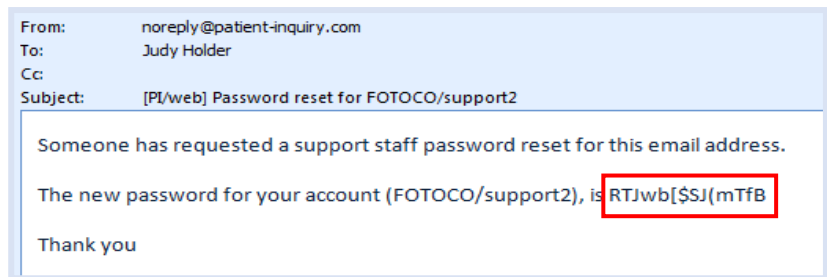 From: noreply@patient-inquiry.com
To: Judy Holder
Cc:
Subject: [PI/web] Password reset for FOTOCO/support2
Someone has requested a support staff password reset for this email address.
The new password for your account (FOTOCO/support2), is RTJwb[$SJ(mTfB
Thank you